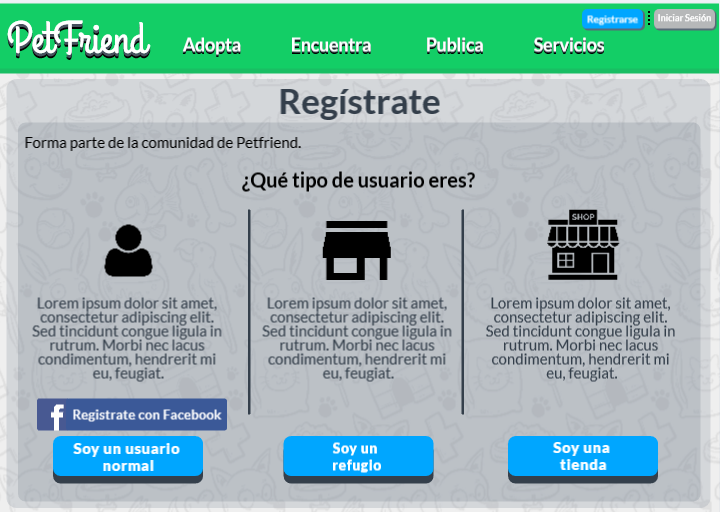 PetFriend
Adopta
Encuentra
Publica
Servicios
Registrarse
Iniciar Sesión
Regístrate
Forma parte de la comunidad de Petfriend.
¿Qué tipo de usuario eres?
Lorem ipsum dolor sit amet,
consectetur adipiscing elit.
Sed tincidunt congue ligula in
rutrum. Morbi nec lacus
condimentum, hendrerit mi
eu, feugiat.
f Registrate con Facebook
Soy un usuario
normal
Lorem ipsum dolor sit amet,
consectetur adipiscing elit.
Sed tincidunt congue ligula in
rutrum. Morbi nec lacus
condimentum, hendrerit mi
eu, feugiat.
Soy un
refugio
SHOP
Lorem ipsum dolor sit amet,
consectetur adipiscing elit.
Sed tincidunt congue ligula in
rutrum. Morbi nec lacus
condimentum, hendrerit mi
eu, feugiat.
Soy una
tienda